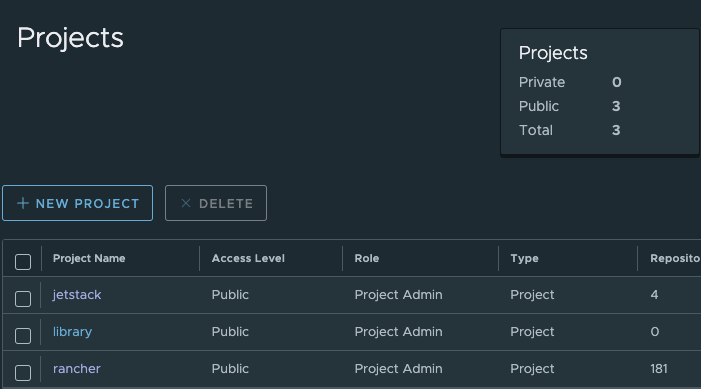 Projects
Projects
Private 0
Public 3
Total 3
+ NEW PROJECT × DELETE
Project Name Access Level Role Type Reposito
jetstack Public Project Admin Project 4
library Public Project Admin Project 0
rancher Public Project Admin Project 181